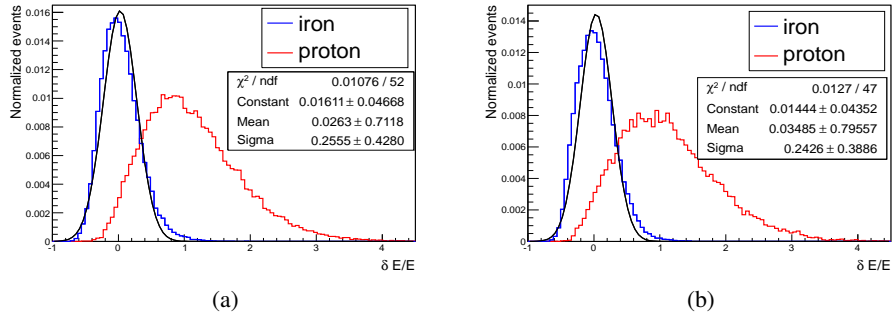 Normalized events
0.016
0.014
0.012
0.01
0.008
0.006
0.004
0.002
0
-1 0 1 2 3 4
δ E/E
iron
proton
χ² / ndf 0.01076 / 52
Constant 0.01611 ± 0.04668
Mean 0.0263 ± 0.7118
Sigma 0.2555 ± 0.4280
(a)
Normalized events
0.014
0.012
0.01
0.008
0.006
0.004
0.002
0
-1 0 1 2 3 4
δ E/E
iron
proton
χ² / ndf 0.0127 / 47
Constant 0.01444 ± 0.04352
Mean 0.03485 ± 0.79557
Sigma 0.2426 ± 0.3886
(b)